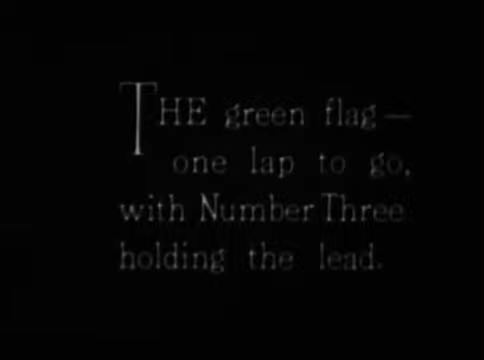 THE green flag—
one lap to go,
with Number Three
holding the lead.